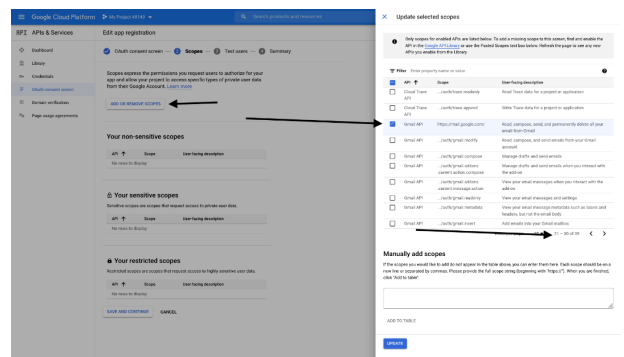 Google Cloud Platform
My Project 48143
Search products and resources
API APIs & Services
Dashboard
Library
Credentials
OAuth consent screen
Domain verification
Page usage agreements
Edit app registration
OAuth consent screen — 2 Scopes — 3 Test users — 4 Summary
Scopes express the permissions you request users to authorize for your
app and allow your project to access specific types of private user data
from their Google Account. Learn more
ADD OR REMOVE SCOPES
Your non-sensitive scopes
API Scope User-facing description
No rows to display
Your sensitive scopes
Sensitive scopes are scopes that request access to private user data.
API Scope User-facing description
No rows to display
Your restricted scopes
Restricted scopes are scopes that request access to highly sensitive user data.
API Scope User-facing description
No rows to display
SAVE AND CONTINUE CANCEL
Update selected scopes
Only scopes for enabled APIs are listed below. To add a missing scope to this screen, find and enable the
API in the Google API Library or use the Pasted Scopes text box below. Refresh the page to see any new
APIs you enable from the Library
Filter Enter property name or value
API Scope User-facing description
Cloud Trace API .../auth/trace.readonly Read Trace data for a project or application
Cloud Trace API .../auth/trace.append Write Trace data for a project or application
Gmail API https://mail.google.com/ Read, compose, send, and permanently delete all your
email from Gmail
Gmail API .../auth/gmail.modify Read, compose, and send emails from your Gmail
account
Gmail API .../auth/gmail.compose Manage drafts and send emails
Gmail API .../auth/gmail.addons Manage drafts and send emails when you interact with
.current.action.compose the add-on
Gmail API .../auth/gmail.addons View your email messages when you interact with the
.current.message.action add-on
Gmail API .../auth/gmail.readonly View your email messages and settings
Gmail API .../auth/gmail.metadata View your email message metadata such as labels and
headers, but not the email body
Gmail API .../auth/gmail.insert Add emails into your Gmail mailbox
21 – 30 of 39
Manually add scopes
If the scopes you would like to add do not appear in the table above, you can enter them here. Each scope should be on a
new line or separated by commas. Please provide the full scope string (beginning with "https://"). When you are finished,
click "Add to table".
ADD TO TABLE
UPDATE